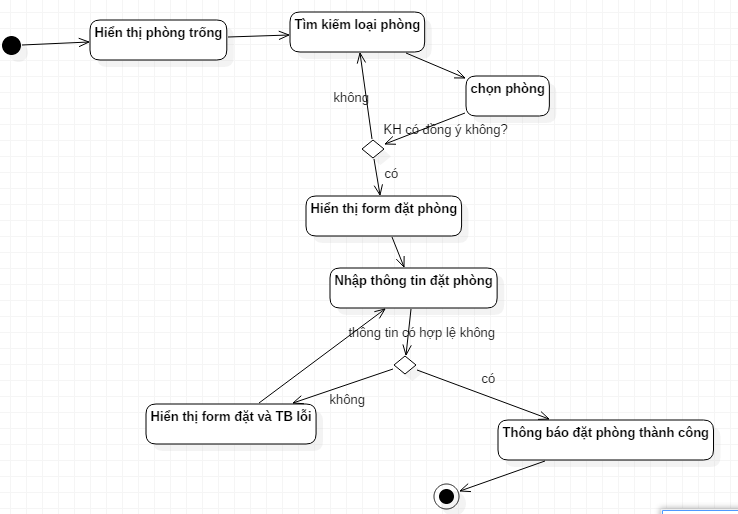 Hiển thị phòng trống
Tìm kiếm loại phòng
chọn phòng
không
KH có đồng ý không?
có
Hiển thị form đặt phòng
Nhập thông tin đặt phòng
thông tin có hợp lệ không
không
có
Hiển thị form đặt và TB lỗi
Thông báo đặt phòng thành công